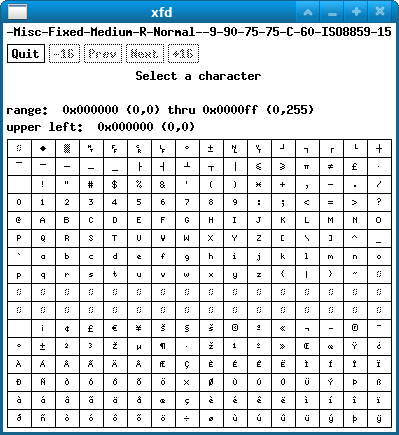 xfd
-Misc-Fixed-Medium-R-Normal--9-90-75-75-C-60-ISO8859-15
Quit -16 Prev Next +16
Select a character
range: 0x000000 (0,0) thru 0x0000ff (0,255)
upper left: 0x000000 (0,0)
◆ ▒ ␉ ␌ ␍ ␊ ° ± ␤ ␋ ┘ ┐ ┌ └ ┼
├ ┤ ┴ ┬ │ ≤ ≥ π ≠ £ ·
! " # $ % & ' ( ) * + , - . /
0 1 2 3 4 5 6 7 8 9 : ; < = > ?
@ A B C D E F G H I J K L M N O
P Q R S T U V W X Y Z [ \ ] ^ _
` a b c d e f g h i j k l m n o
p q r s t u v w x y z { | } ~
¡ ¢ £ € ¥ Š § š © ª « ¬ - ® ¯
° ± ² ³ Ž µ ¶ · ž ¹ º » Œ œ Ÿ ¿
À Á Â Ã Ä Å Æ Ç È É Ê Ë Ì Í Î Ï
Ð Ñ Ò Ó Ô Õ Ö × Ø Ù Ú Û Ü Ý Þ ß
à á â ã ä å æ ç è é ê ë ì í î ï
ð ñ ò ó ô õ ö ÷ ø ù ú û ü ý þ ÿ